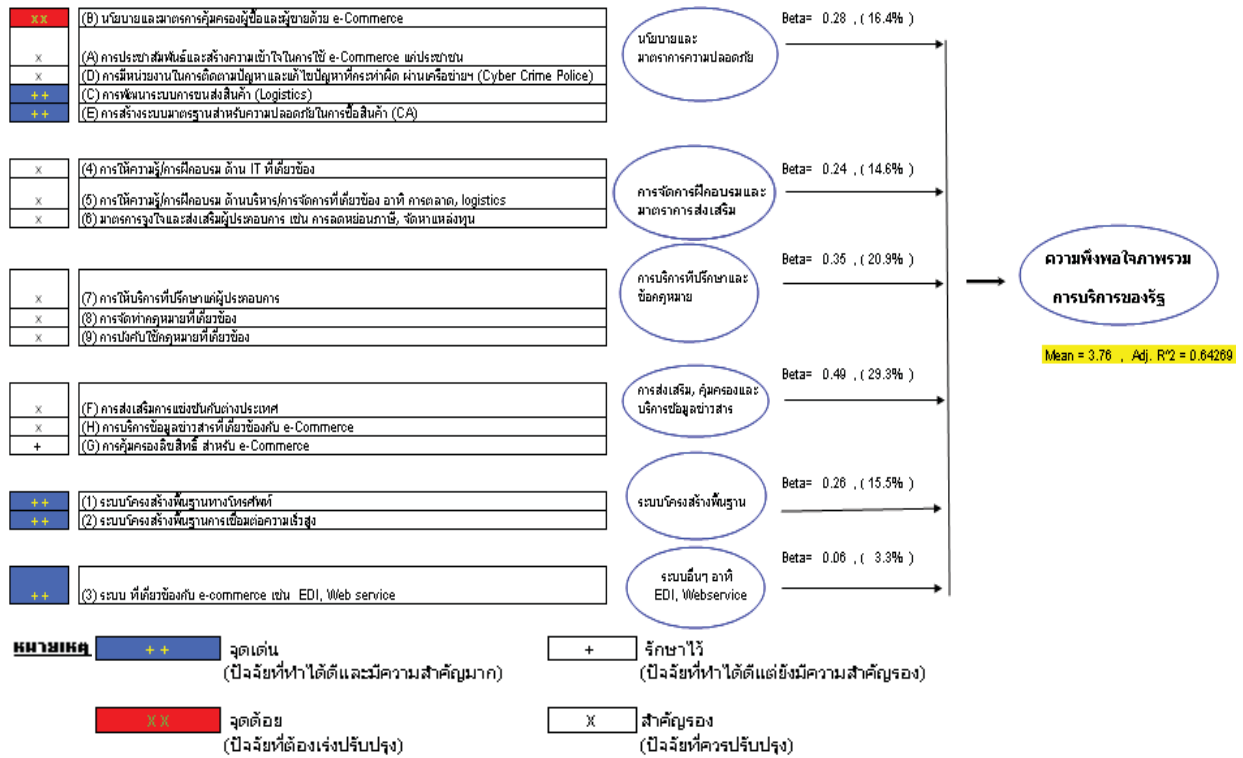 XX (B) นโยบายและมาตรการคุ้มครองผู้ซื้อและผู้ขายด้วย e-Commerce
x (A) การประชาสัมพันธ์และสร้างความเข้าใจในการใช้ e-Commerce แก่ประชาชน
x (D) การมีหน่วยงานในการติดตามปัญหาและแก้ไขปัญหาที่กระทำผิด ผ่านเครือข่ายฯ (Cyber Crime Police)
++ (C) การพัฒนาระบบการขนส่งสินค้า (Logistics)
++ (E) การสร้างระบบมาตรฐานสำหรับความปลอดภัยในการซื้อสินค้า (CA)
นโยบายและ
มาตราการความปลอดภัย
Beta= 0.28 , (16.4% )
x (4) การให้ความรู้/การฝึกอบรม ด้าน IT ที่เกี่ยวข้อง
x (5) การให้ความรู้/การฝึกอบรม ด้านบริหาร/การจัดการที่เกี่ยวข้อง อาทิ การตลาด, logistics
x (6) มาตรการจูงใจและส่งเสริมผู้ประกอบการ เช่น การลดหย่อนภาษี, จัดหาแหล่งทุน
การจัดการฝึกอบรมและ
มาตราการส่งเสริม
Beta= 0.24 , (14.6% )
x (7) การให้บริการที่ปรึกษาแก่ผู้ประกอบการ
x (8) การจัดทำกฎหมายที่เกี่ยวข้อง
x (9) การบังคับใช้กฎหมายที่เกี่ยวข้อง
การบริการที่ปรึกษาและ
ข้อกฎหมาย
Beta= 0.35 , ( 20.9% )
x (F) การส่งเสริมการแข่งขันกับต่างประเทศ
x (H) การบริการข้อมูลข่าวสารที่เกี่ยวข้องกับ e-Commerce
+ (G) การคุ้มครองลิขสิทธิ์ สำหรับ e-Commerce
การส่งเสริม, คุ้มครองและ
บริการข้อมูลข่าวสาร
Beta= 0.49 , ( 29.3% )
++ (1) ระบบโครงสร้างพื้นฐานทางโทรศัพท์
++ (2) ระบบโครงสร้างพื้นฐานการเชื่อมต่อความเร็วสูง
ระบบโครงสร้างพื้นฐาน
Beta= 0.26 , ( 15.5% )
++ (3) ระบบ ที่เกี่ยวข้องกับ e-commerce เช่น EDI, Web service
ระบบอื่นๆ อาทิ
EDI, Webservice
Beta= 0.06 , ( 3.3% )
ความพึงพอใจภาพรวม
การบริการของรัฐ
Mean = 3.76 , Adj. R^2 = 0.64269
หมายเหตุ ++ จุดเด่น
(ปัจจัยที่ทำได้ดีและมีความสำคัญมาก)
+ รักษาไว้
(ปัจจัยที่ทำได้ดีแต่ยังมีความสำคัญรอง)
XX จุดด้อย
(ปัจจัยที่ต้องเร่งปรับปรุง)
X สำคัญรอง
(ปัจจัยที่ควรปรับปรุง)